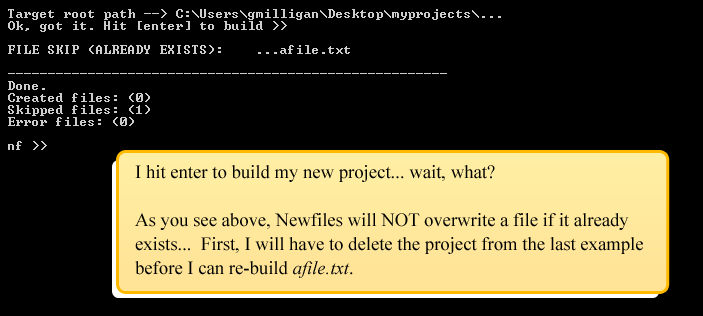 Target root path --> C:\Users\gmilligan\Desktop\myprojects\...
Ok, got it. Hit [enter] to build >>
FILE SKIP (ALREADY EXISTS):    ...afile.txt
-------------------------------------------------------
Done.
Created files: (0)
Skipped files: (1)
Error files: (0)
nf >>
I hit enter to build my new project... wait, what?
As you see above, Newfiles will NOT overwrite a file if it already
exists...  First, I will have to delete the project from the last example
before I can re-build afile.txt.